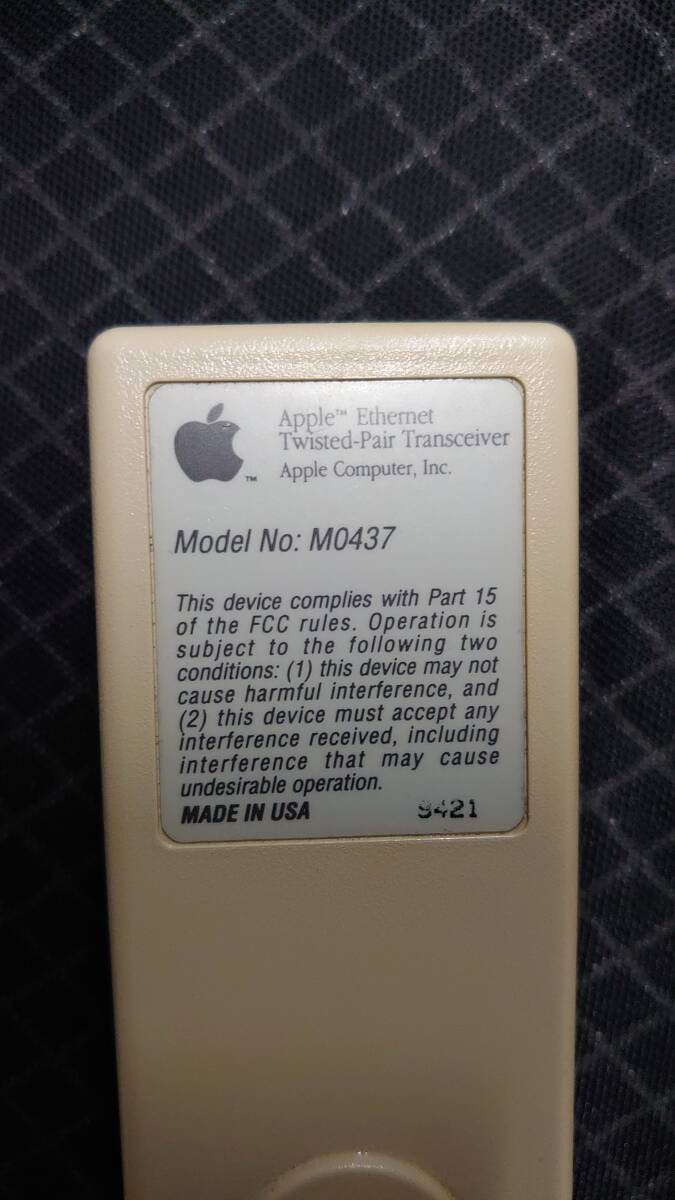 Apple™ Ethernet
Twisted-Pair Transceiver
Apple Computer, Inc.
™
Model No: M0437
This device complies with Part 15
of the FCC rules. Operation is
subject to the following two
conditions: (1) this device may not
cause harmful interference, and
(2) this device must accept any
interference received, including
interference that may cause
undesirable operation.
MADE IN USA 9421